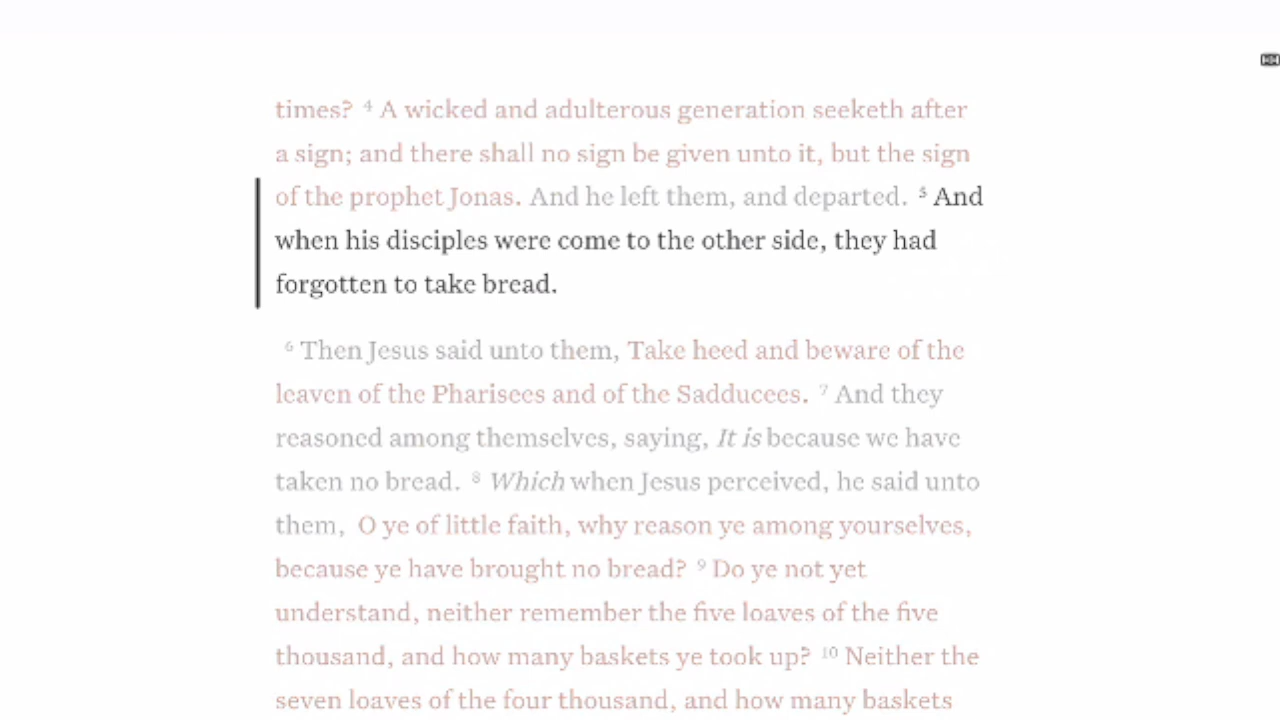 times? 4 A wicked and adulterous generation seeketh after
a sign; and there shall no sign be given unto it, but the sign
of the prophet Jonas. And he left them, and departed. 5 And
when his disciples were come to the other side, they had
forgotten to take bread.
6 Then Jesus said unto them, Take heed and beware of the
leaven of the Pharisees and of the Sadducees. 7 And they
reasoned among themselves, saying, It is because we have
taken no bread. 8 Which when Jesus perceived, he said unto
them, O ye of little faith, why reason ye among yourselves,
because ye have brought no bread? 9 Do ye not yet
understand, neither remember the five loaves of the five
thousand, and how many baskets ye took up? 10 Neither the
seven loaves of the four thousand, and how many baskets